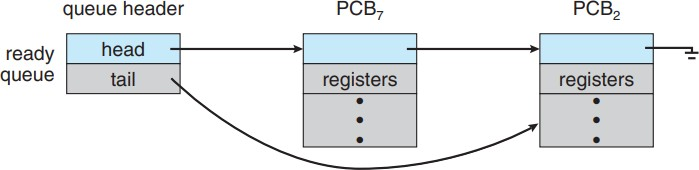 queue header
PCB7
PCB2
ready
queue
head
tail
registers
registers